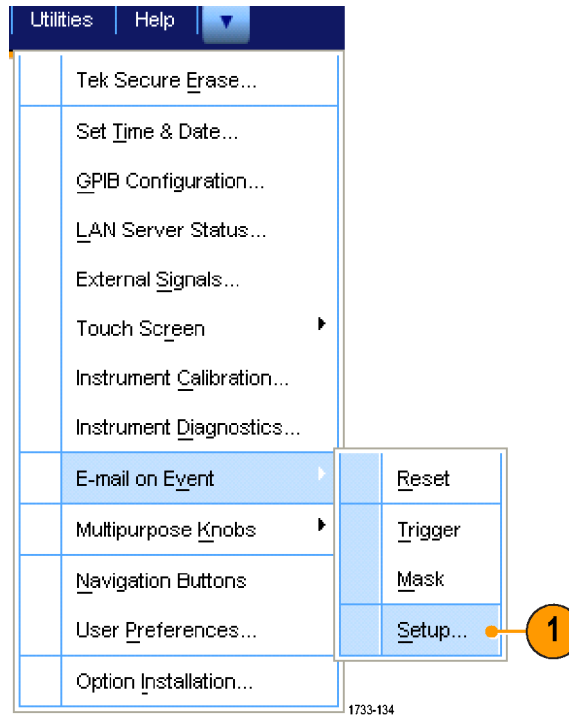 Utilities Help
Tek Secure Erase...
Set Time & Date...
GPIB Configuration...
LAN Server Status...
External Signals...
Touch Screen
Instrument Calibration...
Instrument Diagnostics...
E-mail on Event
Reset
Multipurpose Knobs
Trigger
Navigation Buttons
Mask
User Preferences...
Setup...
1
Option Installation...
1733-134